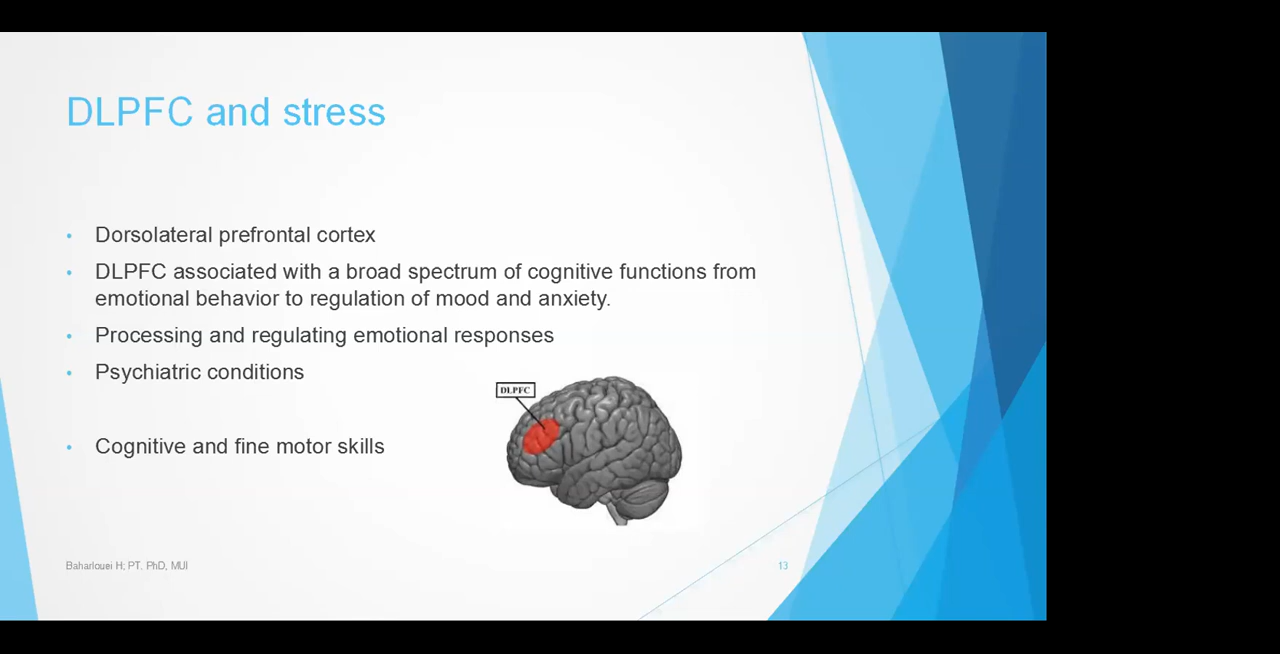 DLPFC and stress
• Dorsolateral prefrontal cortex
• DLPFC associated with a broad spectrum of cognitive functions from
emotional behavior to regulation of mood and anxiety.
• Processing and regulating emotional responses
• Psychiatric conditions
DLPFC
• Cognitive and fine motor skills
Baharlouei H; PT. PhD, MUI
13